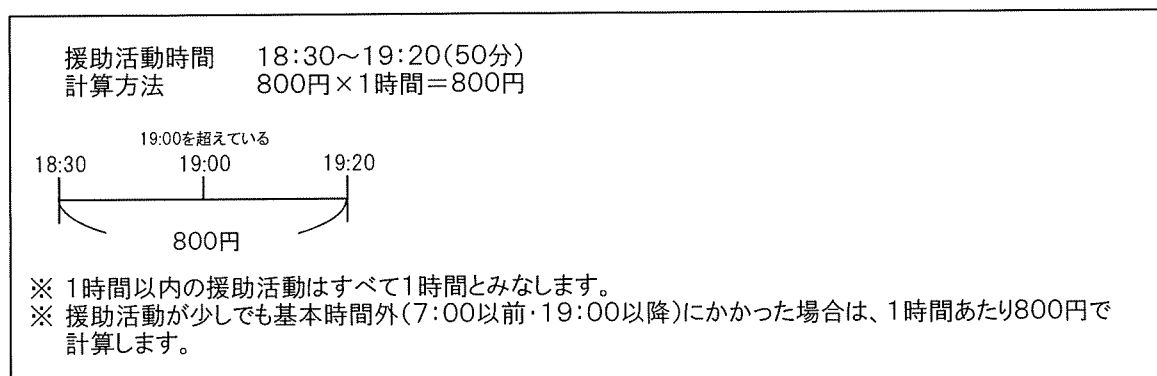 援助活動時間 18:30～19:20(50分)
計算方法 800円×1時間=800円
19:00を超えている
18:30 19:00 19:20
800円
※ 1時間以内の援助活動はすべて1時間とみなします。
※ 援助活動が少しでも基本時間外(7:00以前・19:00以降)にかかった場合は、1時間あたり800円で
計算します。